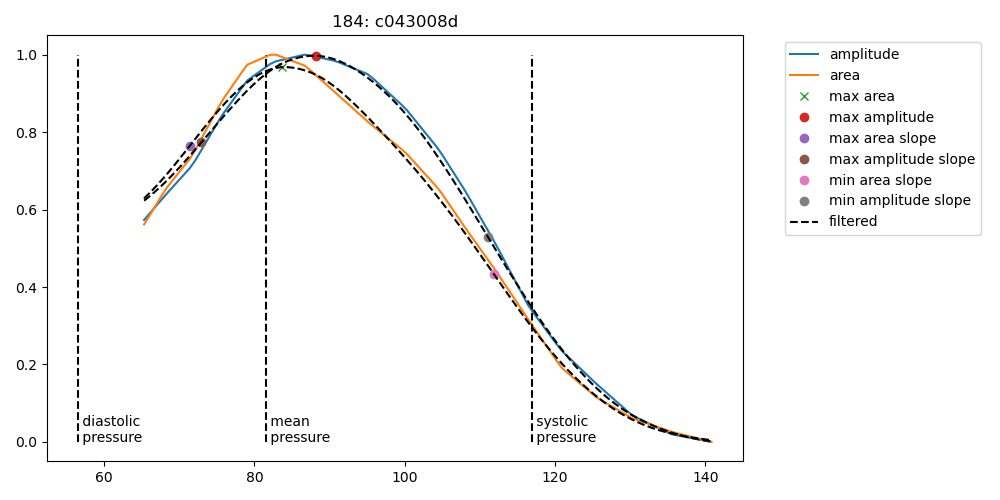 184: c043008d
1.0
0.8
0.6
0.4
0.2
0.0
60
80
100
120
140
diastolic
pressure
mean
pressure
systolic
pressure
amplitude
area
max area
max amplitude
max area slope
max amplitude slope
min area slope
min amplitude slope
filtered